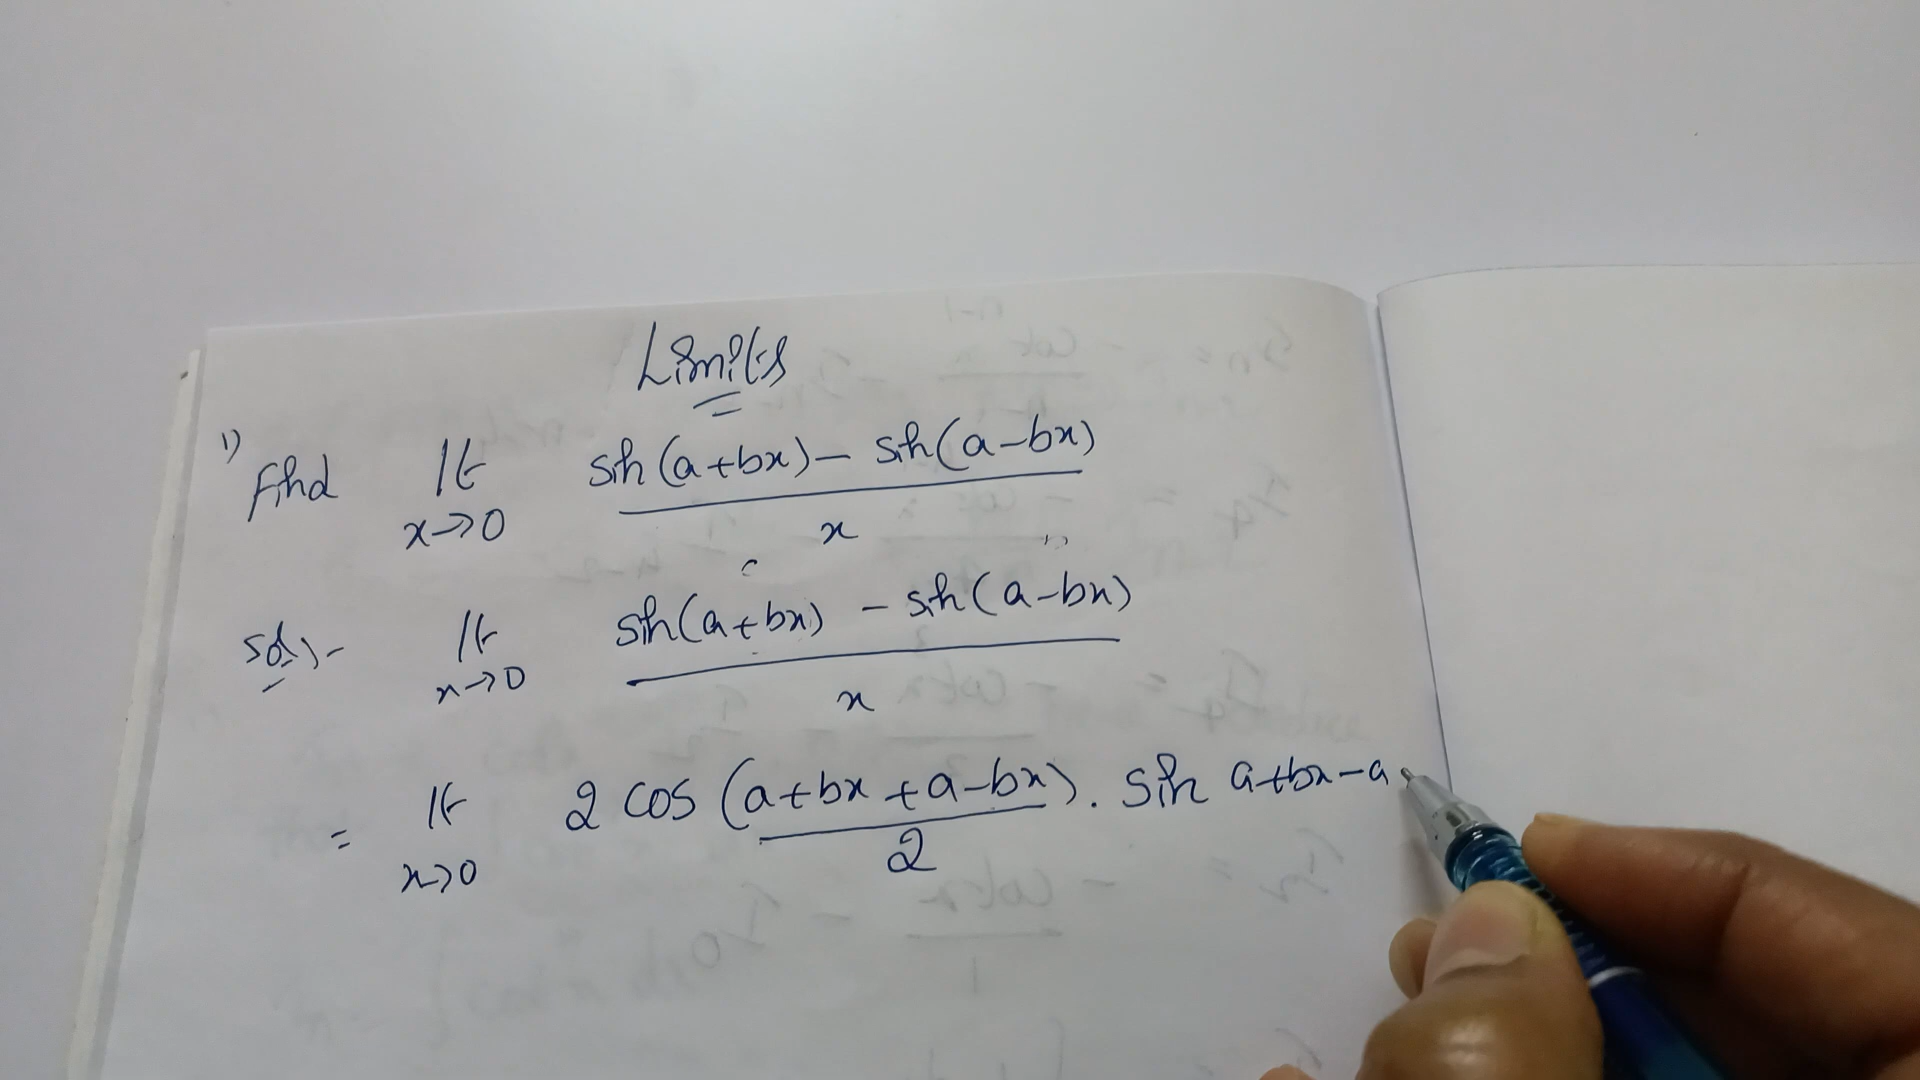 Limits
1) Find lt x→0 sin(a+bx) - sin(a-bx) / x
Sol:- lt x→0 sin(a+bx) - sin(a-bx) / x
= lt x→0 2 cos (a+bx+a-bx) / 2 . sin a+bx-a